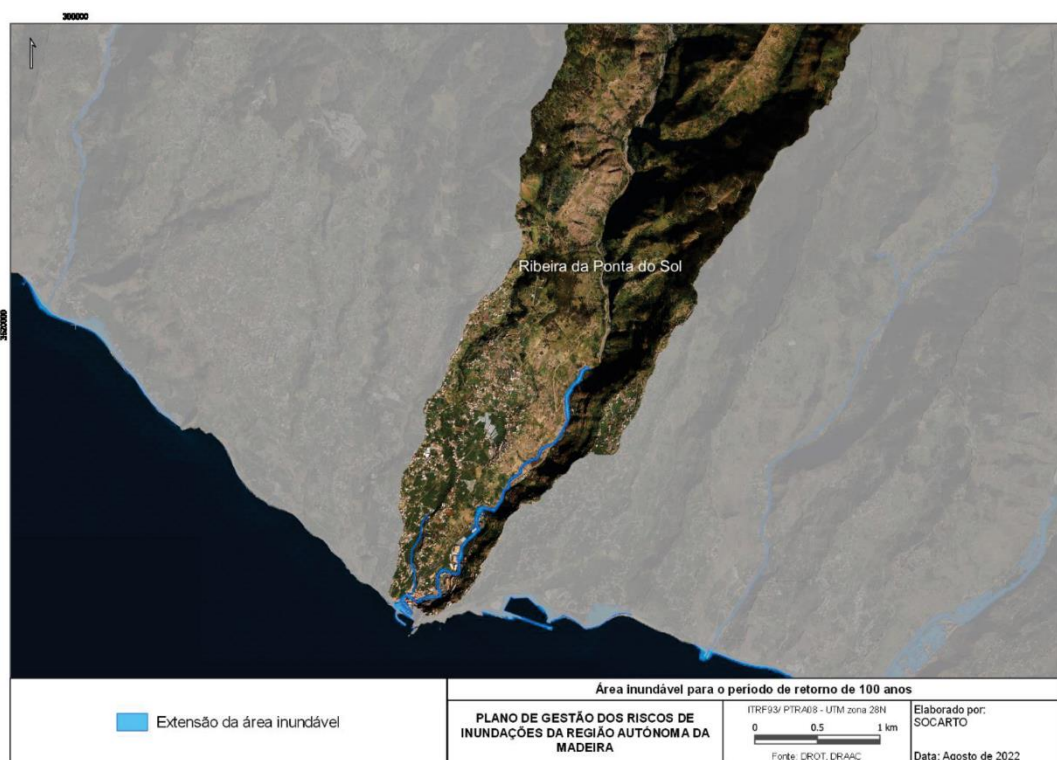 300000
3620000
Ribeira da Ponta do Sol
Extensão da área inundável
Área inundável para o período de retorno de 100 anos
PLANO DE GESTÃO DOS RISCOS DE
INUNDAÇÕES DA REGIÃO AUTÓNOMA DA
MADEIRA
ITRF93/ PTRA08 - UTM zona 28N
0 0.5 1 km
Fonte: DROT, DRAAC
Elaborado por:
SOCARTO
Data: Agosto de 2022